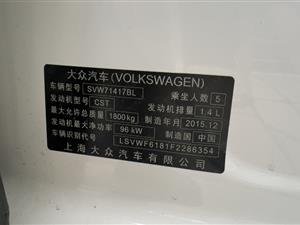 大众汽车(VOLKSWAGEN)
车辆型号 SVW71417BL 乘坐人数 5
发动机型号 CST 发动机排量 1.4 L
最大允许总质量 1800kg 制造年月 2015.12
发动机最大净功率 96 kW 制造国 中国
车辆识别代号 LSVWF6181F2286354
上海大众汽车有限公司